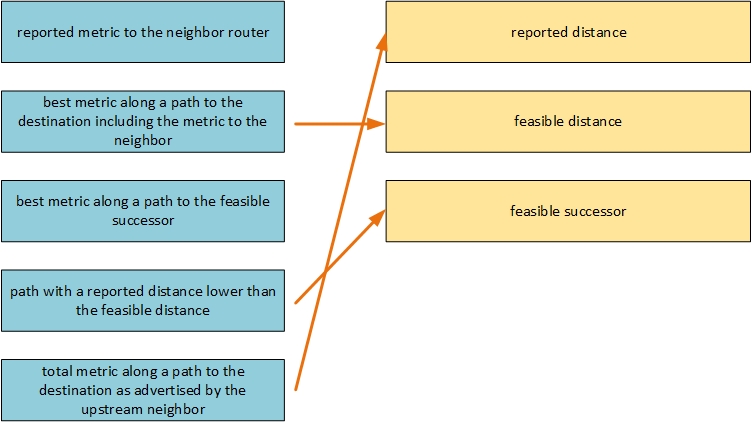 reported metric to the neighbor router
reported distance
best metric along a path to the
destination including the metric to the
neighbor
feasible distance
best metric along a path to the feasible
successor
feasible successor
path with a reported distance lower than
the feasible distance
total metric along a path to the
destination as advertised by the
upstream neighbor